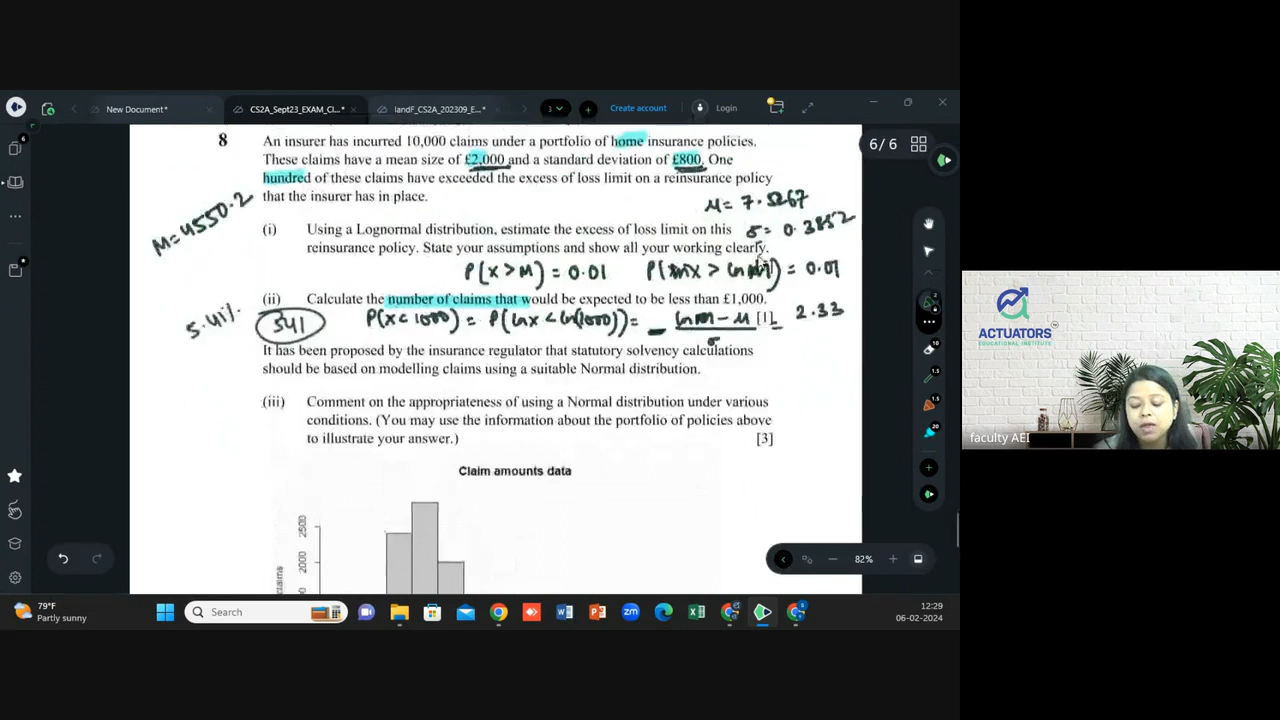 New Document*
CS2A_Sept23_EXAM_Cl...*
IandF_CS2A_202309_E...*
3
Create account
Login
6/6
8
An insurer has incurred 10,000 claims under a portfolio of home insurance policies.
These claims have a mean size of £2,000 and a standard deviation of £800. One
hundred of these claims have exceeded the excess of loss limit on a reinsurance policy
that the insurer has in place.
M=4550.2
μ = 7.5267
(i) Using a Lognormal distribution, estimate the excess of loss limit on this
σ= 0.3852
reinsurance policy. State your assumptions and show all your working clearly.
P(X>M) = 0.01
= 0.01
(ii) Calculate the number of claims that would be expected to be less than £1,000.
5.41%
541
P(X<1000) = P(lnX < ln(1000)) =
lnM - μ
σ
[1]
= 2.33
It has been proposed by the insurance regulator that statutory solvency calculations
should be based on modelling claims using a suitable Normal distribution.
(iii) Comment on the appropriateness of using a Normal distribution under various
conditions. (You may use the information about the portfolio of policies above
to illustrate your answer.) [3]
Claim amounts data
2500
2000
82%
ACTUATORS
EDUCATIONAL INSTITUTE
faculty AEI
79°F
Partly sunny
Search
12:29
06-02-2024